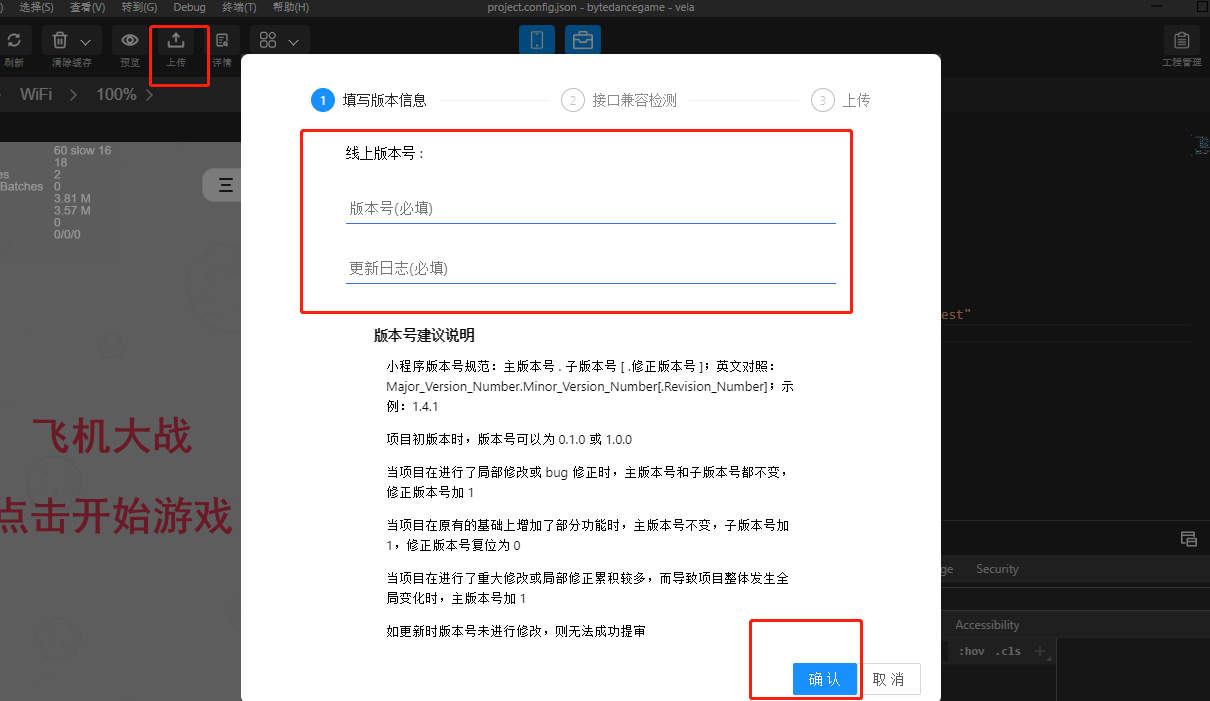 ) 选择(S) 查看(V) 转到(G) Debug 终端(T) 帮助(H) project.config.json - bytedancegame - vela
刷新 清除缓存 预览 上传 详情 工程管理
WiFi 100%
1 填写版本信息 2 接口兼容检测 3 上传
60 slow 16
18
es 2
Batches 0
3.81 M
3.57 M
0
0/0/0
线上版本号 :
版本号(必填)
更新日志(必填)
est"
版本号建议说明
小程序版本号规范：主版本号 . 子版本号 [ .修正版本号 ]；英文对照：
Major_Version_Number.Minor_Version_Number[.Revision_Number]；示
例：1.4.1
项目初版本时，版本号可以为 0.1.0 或 1.0.0
当项目在进行了局部修改或 bug 修正时，主版本号和子版本号都不变，
修正版本号加 1
当项目在原有的基础上增加了部分功能时，主版本号不变，子版本号加
1，修正版本号复位为 0
当项目在进行了重大修改或局部修正累积较多，而导致项目整体发生全
局变化时，主版本号加 1
如更新时版本号未进行修改，则无法成功提审
飞机大战
点击开始游戏
ge Security
Accessibility
:hov .cls +
确 认 取 消